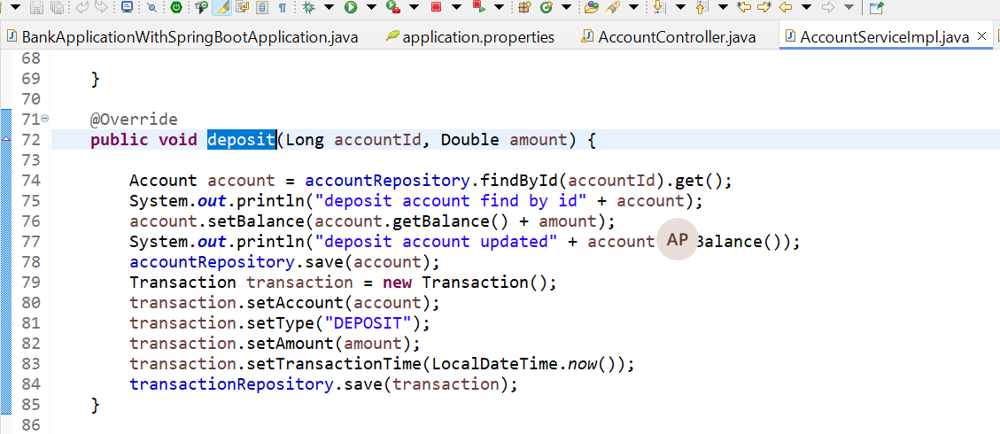 BankApplicationWithSpringBootApplication.java application.properties AccountController.java AccountServiceImpl.java
68
69 }
70
71 @Override
72 public void deposit(Long accountId, Double amount) {
73
74 Account account = accountRepository.findById(accountId).get();
75 System.out.println("deposit account find by id" + account);
76 account.setBalance(account.getBalance() + amount);
77 System.out.println("deposit account updated" + account AP Balance());
78 accountRepository.save(account);
79 Transaction transaction = new Transaction();
80 transaction.setAccount(account);
81 transaction.setType("DEPOSIT");
82 transaction.setAmount(amount);
83 transaction.setTransactionTime(LocalDateTime.now());
84 transactionRepository.save(transaction);
85 }
86